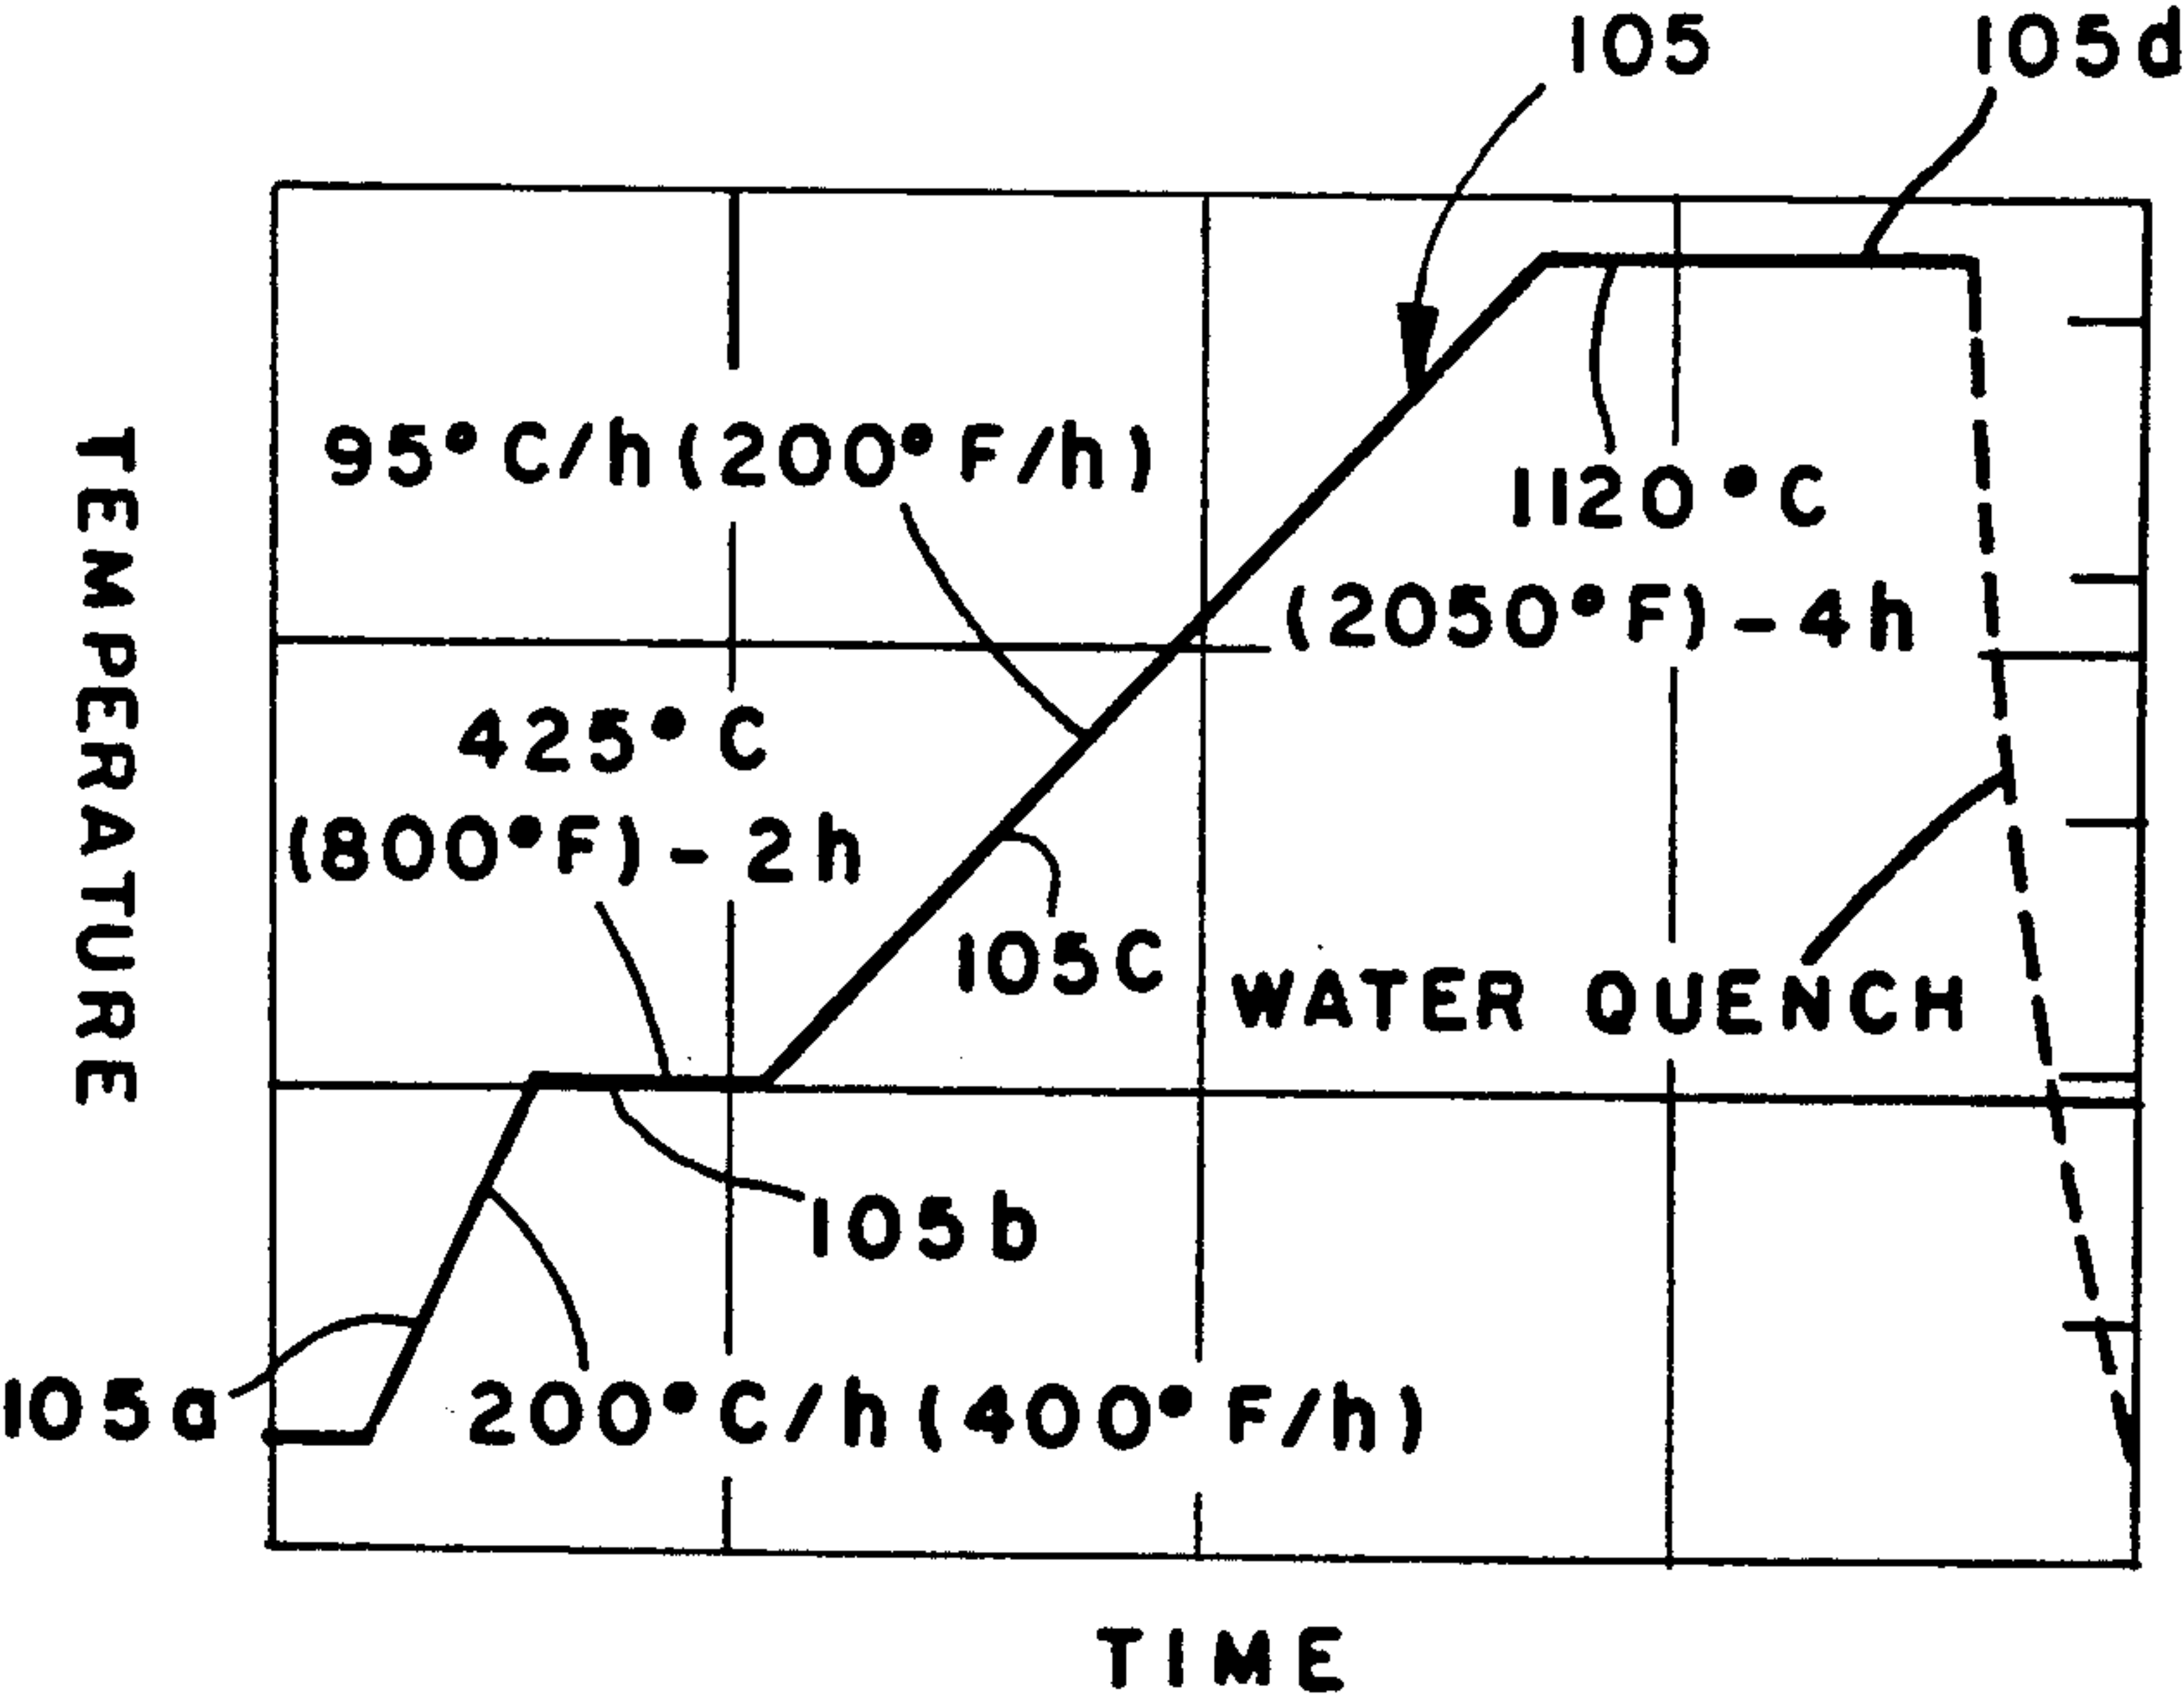 105
105d
95°C/h(200°F/h)
1120°C
(2050°F)-4h
425°C
(800°F)-2h
105C
WATER QUENCH
105b
105a
200°C/h(400°F/h)
TEMPERATURE
TIME